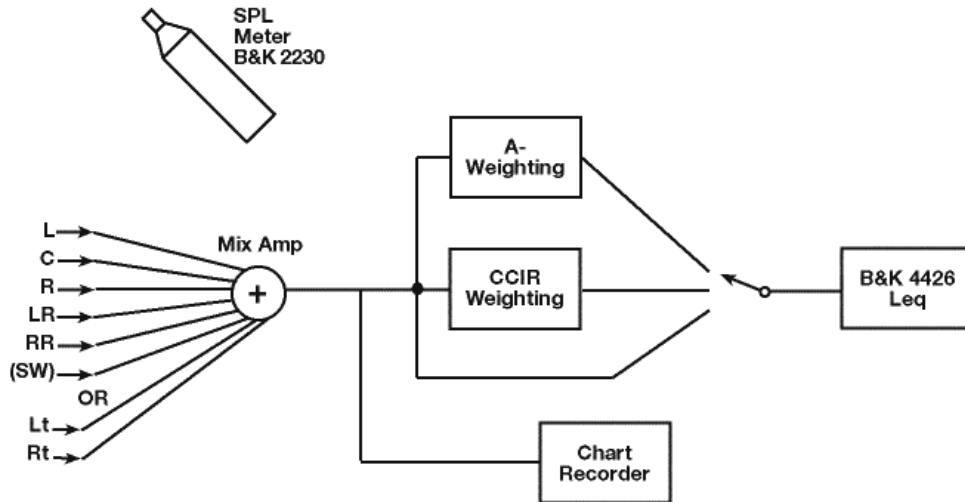 SPL
Meter
B&K 2230
A-
Weighting
L
Mix Amp
C
R
+
CCIR
Weighting
B&K 4426
Leq
LR
RR
(SW)
OR
Lt
Rt
Chart
Recorder